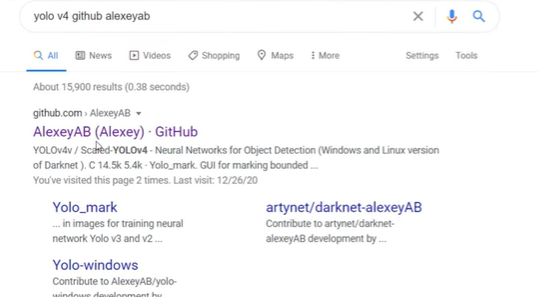 yolo v4 github alexeyab
All News Videos Shopping Maps More Settings Tools
About 15,900 results (0.38 seconds)
github.com › AlexeyAB
AlexeyAB (Alexey) · GitHub
YOLOv4v / Scaled-YOLOv4 - Neural Networks for Object Detection (Windows and Linux version
of Darknet ). C 14.5k 5.4k · Yolo_mark. GUI for marking bounded ...
You've visited this page 2 times. Last visit: 12/26/20
Yolo_mark
... in images for training neural
network Yolo v3 and v2 ...
artynet/darknet-alexeyAB
Contribute to artynet/darknet-
alexeyAB development by ...
Yolo-windows
Contribute to AlexeyAB/yolo-
windows development by